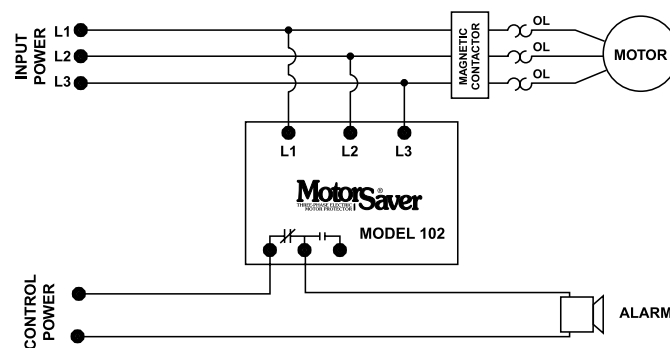 INPUT
POWER
L1
L2
L3
MAGNETIC
CONTACTOR
OL
OL
OL
MOTOR
L1 L2 L3
MotorSaver®
THREE-PHASE ELECTRIC
MOTOR PROTECTOR
MODEL 102
CONTROL
POWER
ALARM